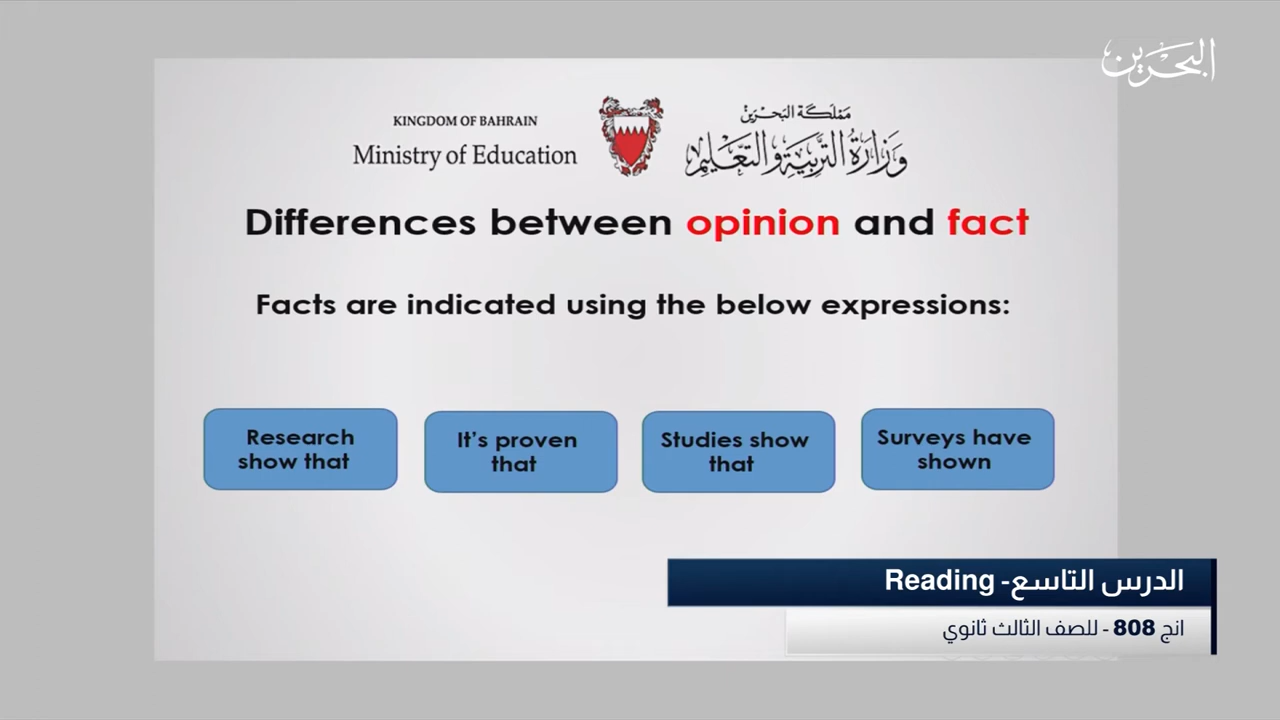 البحرين
KINGDOM OF BAHRAIN
Ministry of Education
مملكة البحرين
وزارة التربية والتعليم
Differences between opinion and fact
Facts are indicated using the below expressions:
Research
show that
It's proven
that
Studies show
that
Surveys have
shown
الدرس التاسع- Reading
انج 808 - للصف الثالث ثانوي